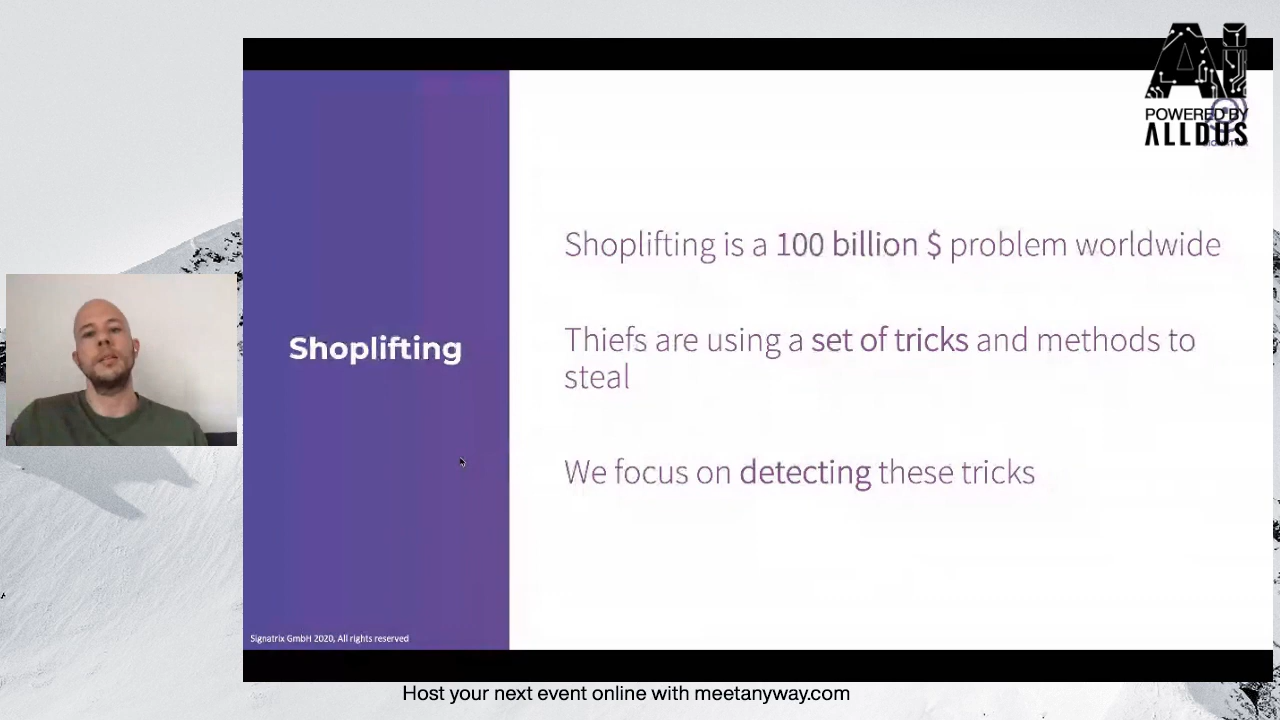 AI
POWERED BY
ALLDUS
Shoplifting is a 100 billion $ problem worldwide
Thiefs are using a set of tricks and methods to
steal
Shoplifting
We focus on detecting these tricks
Signatrix GmbH 2020, All rights reserved
Host your next event online with meetanyway.com